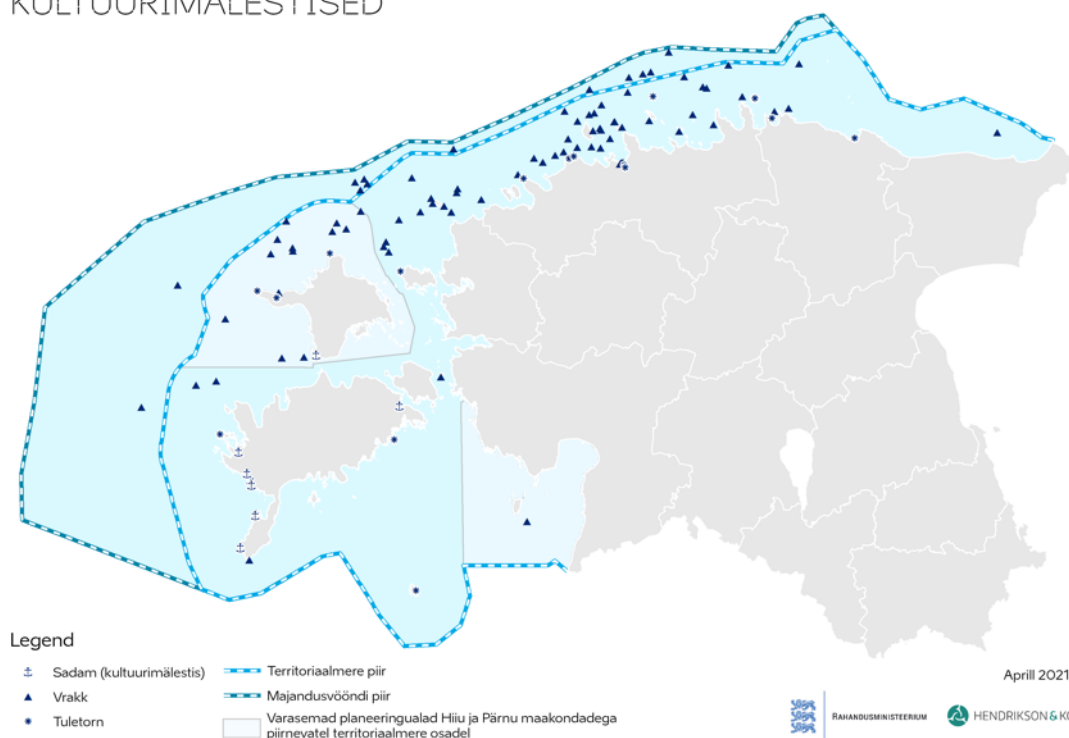 KULTUURIMÄLESTISED
Legend
Sadam (kultuurimälestis)
Vrakk
Tuletorn
Territoriaalmere piir
Majandusvööndi piir
Varasemad planeeringualad Hiiu ja Pärnu maakondadega
piirnevatel territoriaalmere osadel
Aprill 2021
RAHANDUSMINISTEERIUM
HENDRIKSON & KO